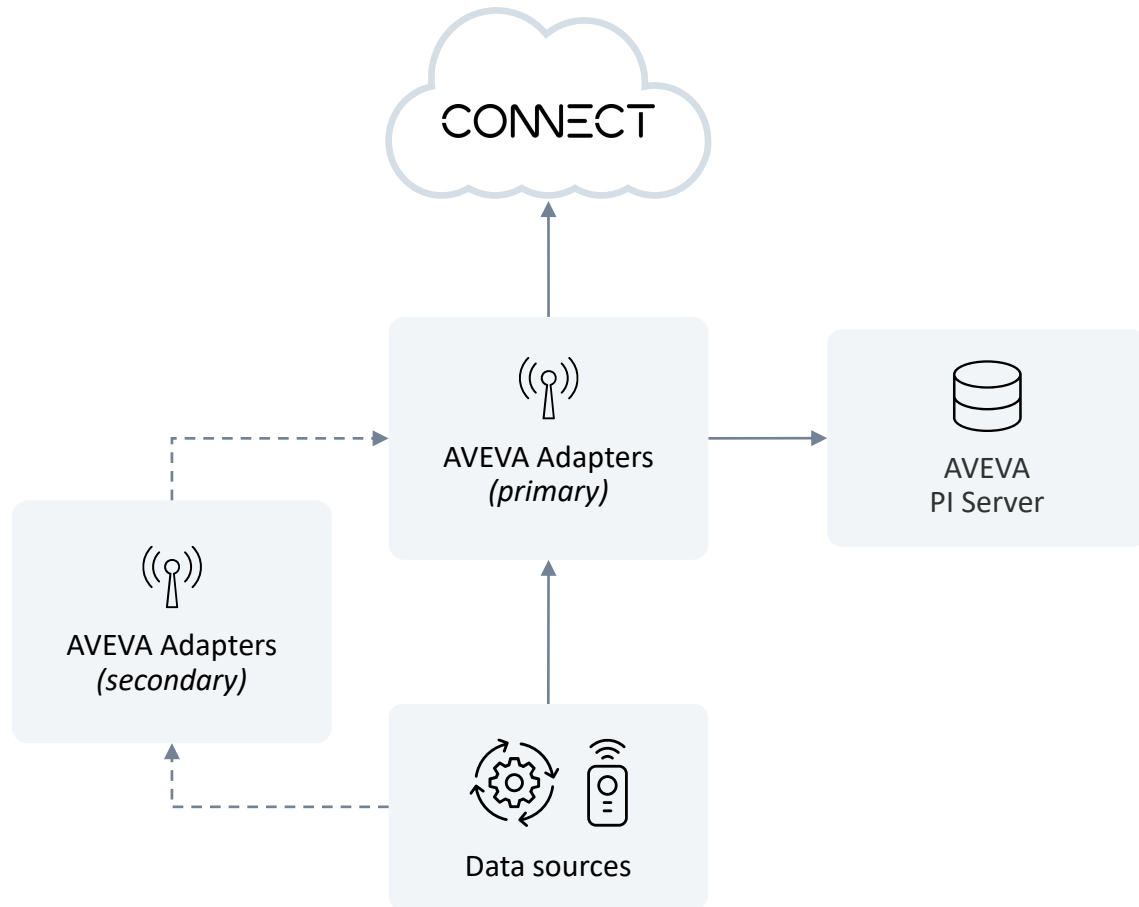 CONNECT
AVEVA Adapters
(primary)
AVEVA
PI Server
AVEVA Adapters
(secondary)
Data sources